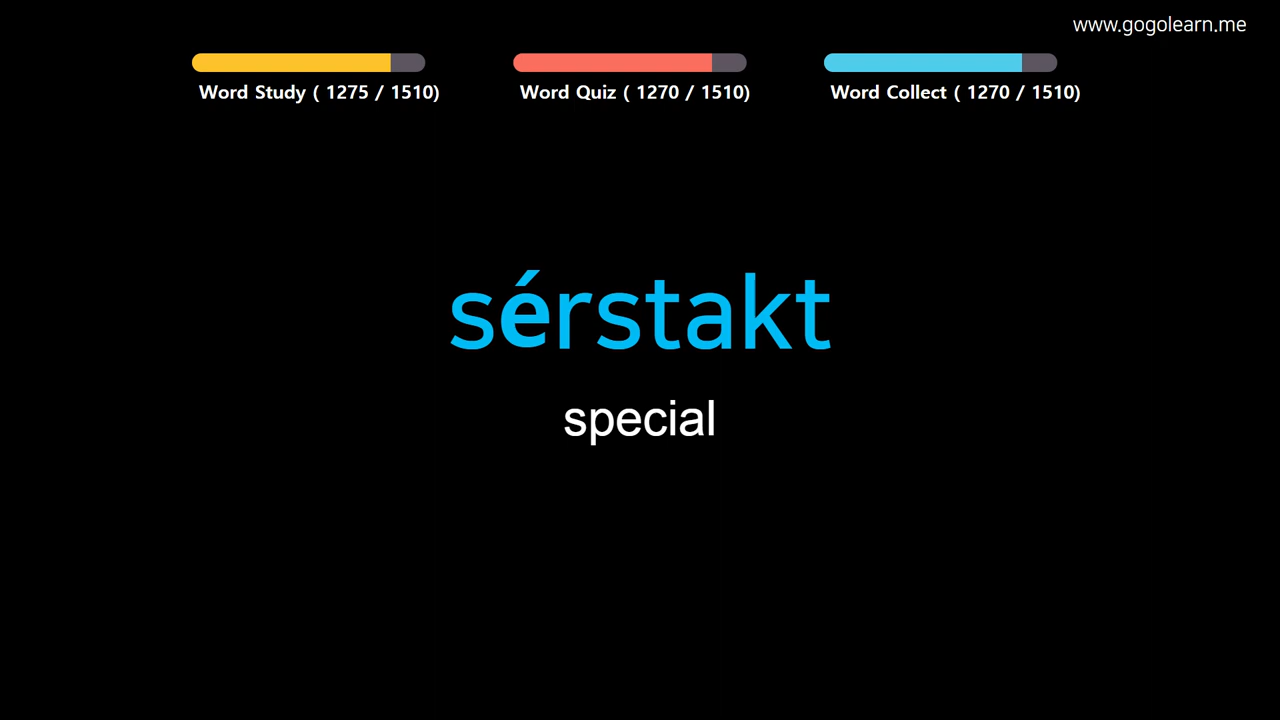 www.gogolearn.me
Word Study ( 1275 / 1510)
Word Quiz ( 1270 / 1510)
Word Collect ( 1270 / 1510)
sérstakt
special